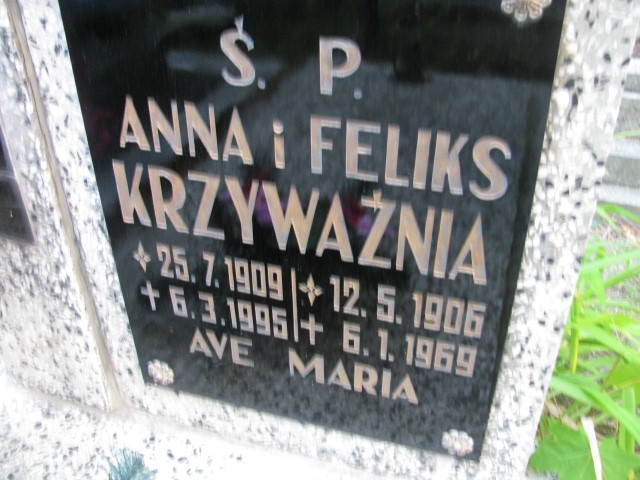 Ś. P.
ANNA i FELIKS
KRZYWAŹNIA
25.7.1909 12.5.1906
6.3.1995 6.1.1969
AVE MARIA